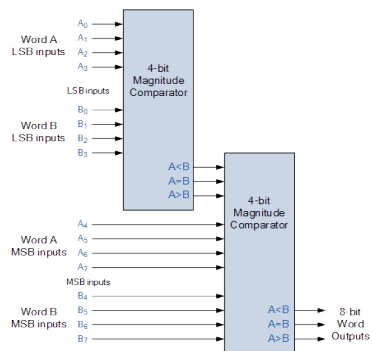 A₀
Word A
LSB inputs
A₁
A₂
A₃
4-bit
Magnitude
Comparator
LSB inputs
B₀
Word B
LSB inputs
B₁
B₂
B₃
A<B
A=B
A>B
4-bit
Magnitude
Comparator
A₄
Word A
MSB inputs
A₅
A₆
A₇
MSB inputs
B₄
Word B
MSB inputs
B₅
B₆
B₇
A<B
A=B
A>B
8-bit
Word
Outputs